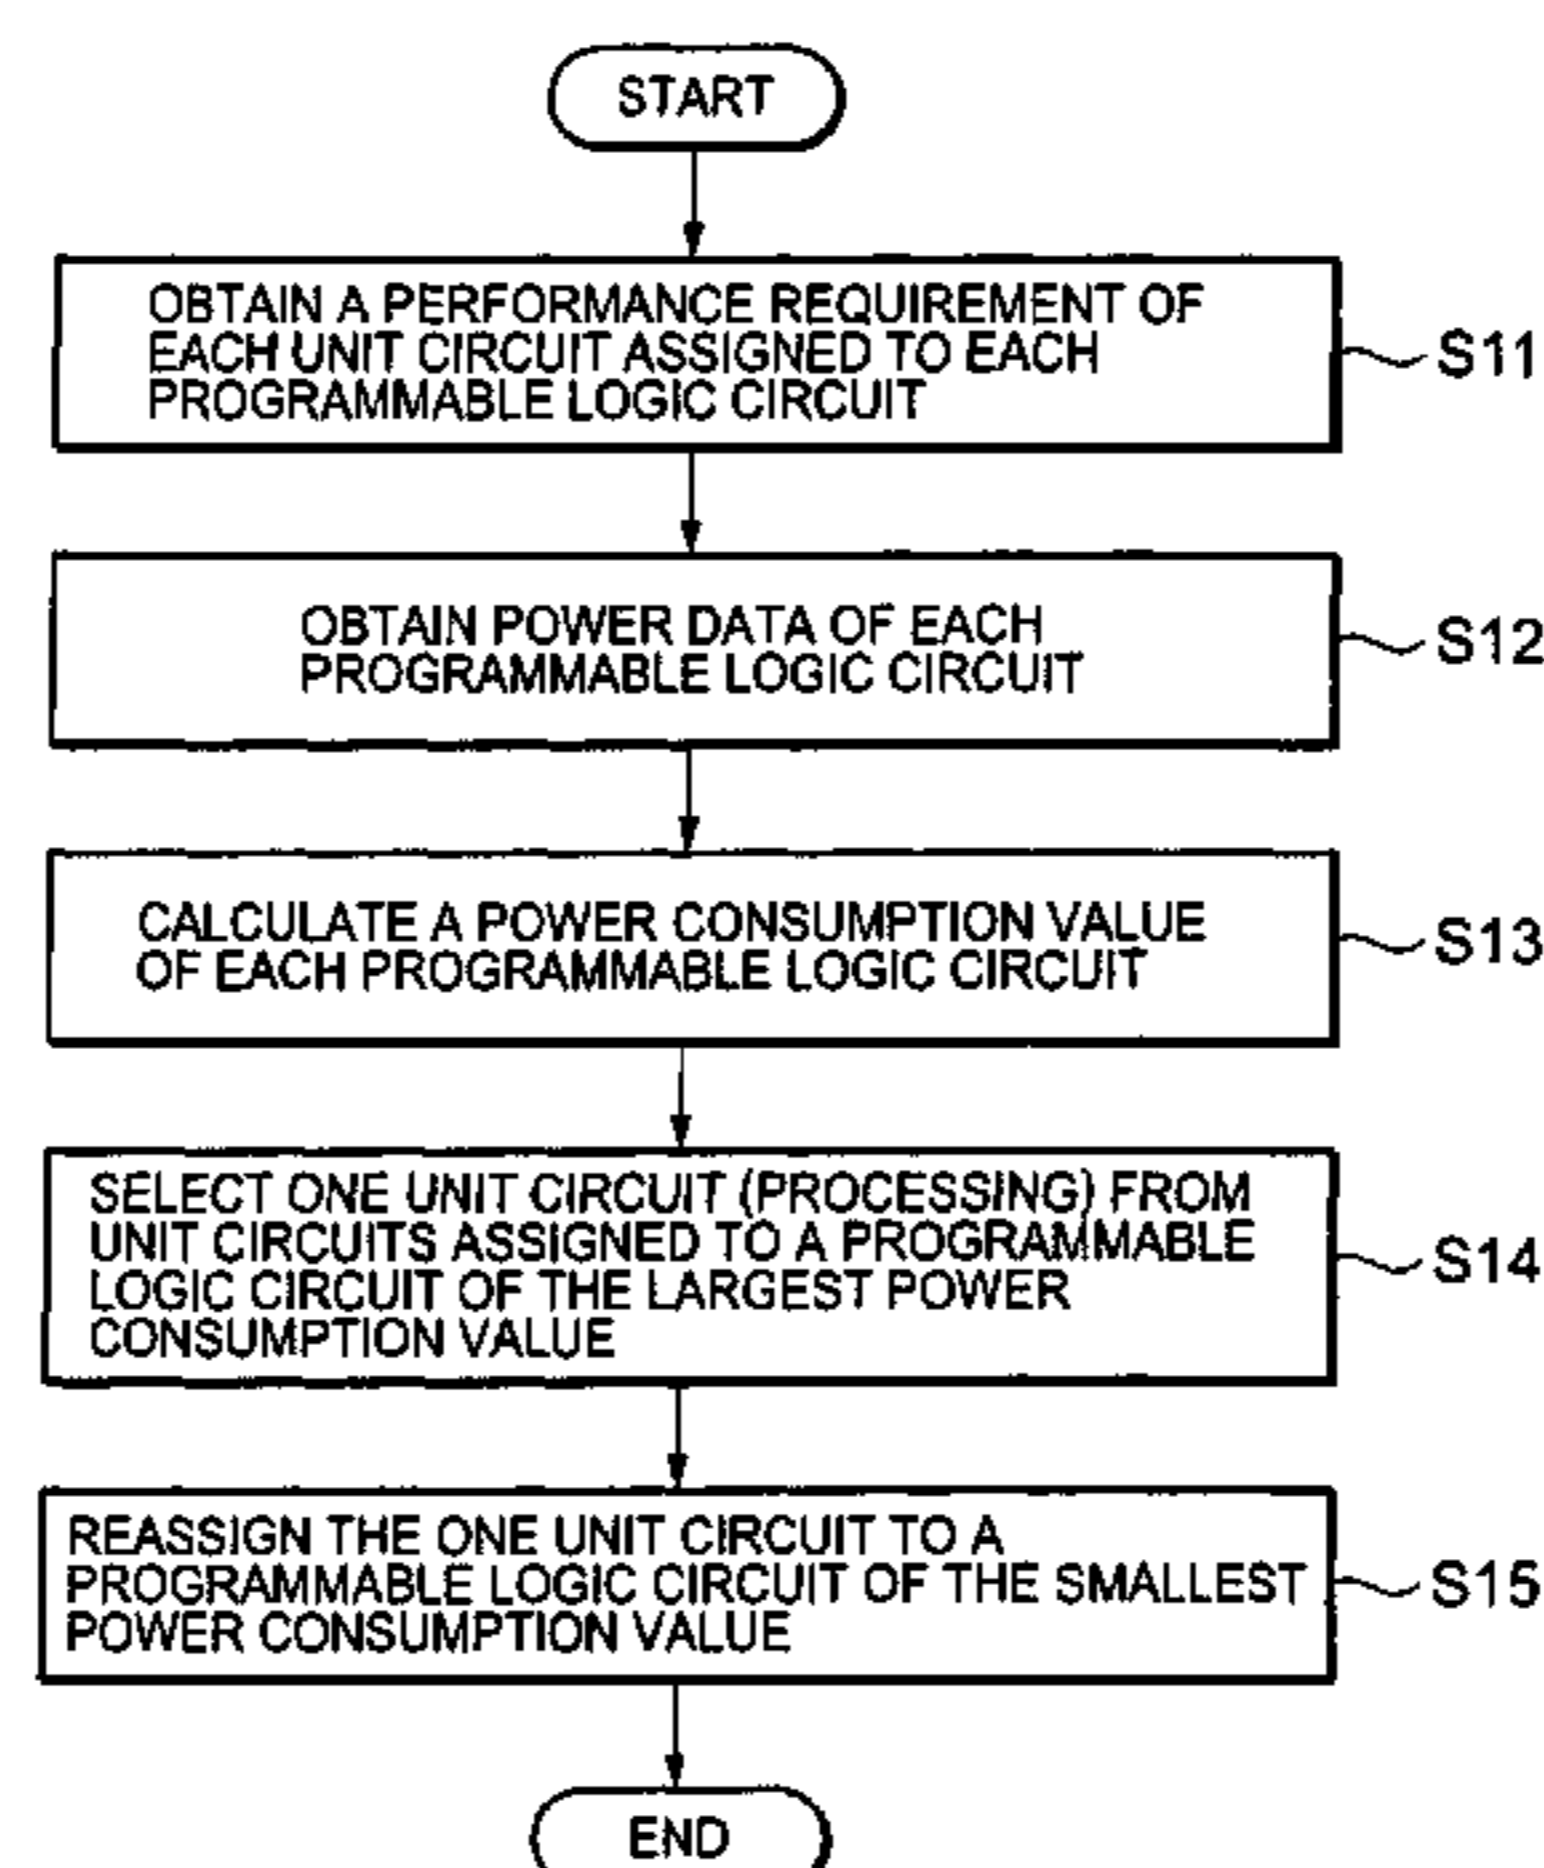 START
OBTAIN A PERFORMANCE REQUIREMENT OF
EACH UNIT CIRCUIT ASSIGNED TO EACH
PROGRAMMABLE LOGIC CIRCUIT
S11
OBTAIN POWER DATA OF EACH
PROGRAMMABLE LOGIC CIRCUIT
S12
CALCULATE A POWER CONSUMPTION VALUE
OF EACH PROGRAMMABLE LOGIC CIRCUIT
S13
SELECT ONE UNIT CIRCUIT (PROCESSING) FROM
UNIT CIRCUITS ASSIGNED TO A PROGRAMMABLE
LOGIC CIRCUIT OF THE LARGEST POWER
CONSUMPTION VALUE
S14
REASSIGN THE ONE UNIT CIRCUIT TO A
PROGRAMMABLE LOGIC CIRCUIT OF THE SMALLEST
POWER CONSUMPTION VALUE
S15
END